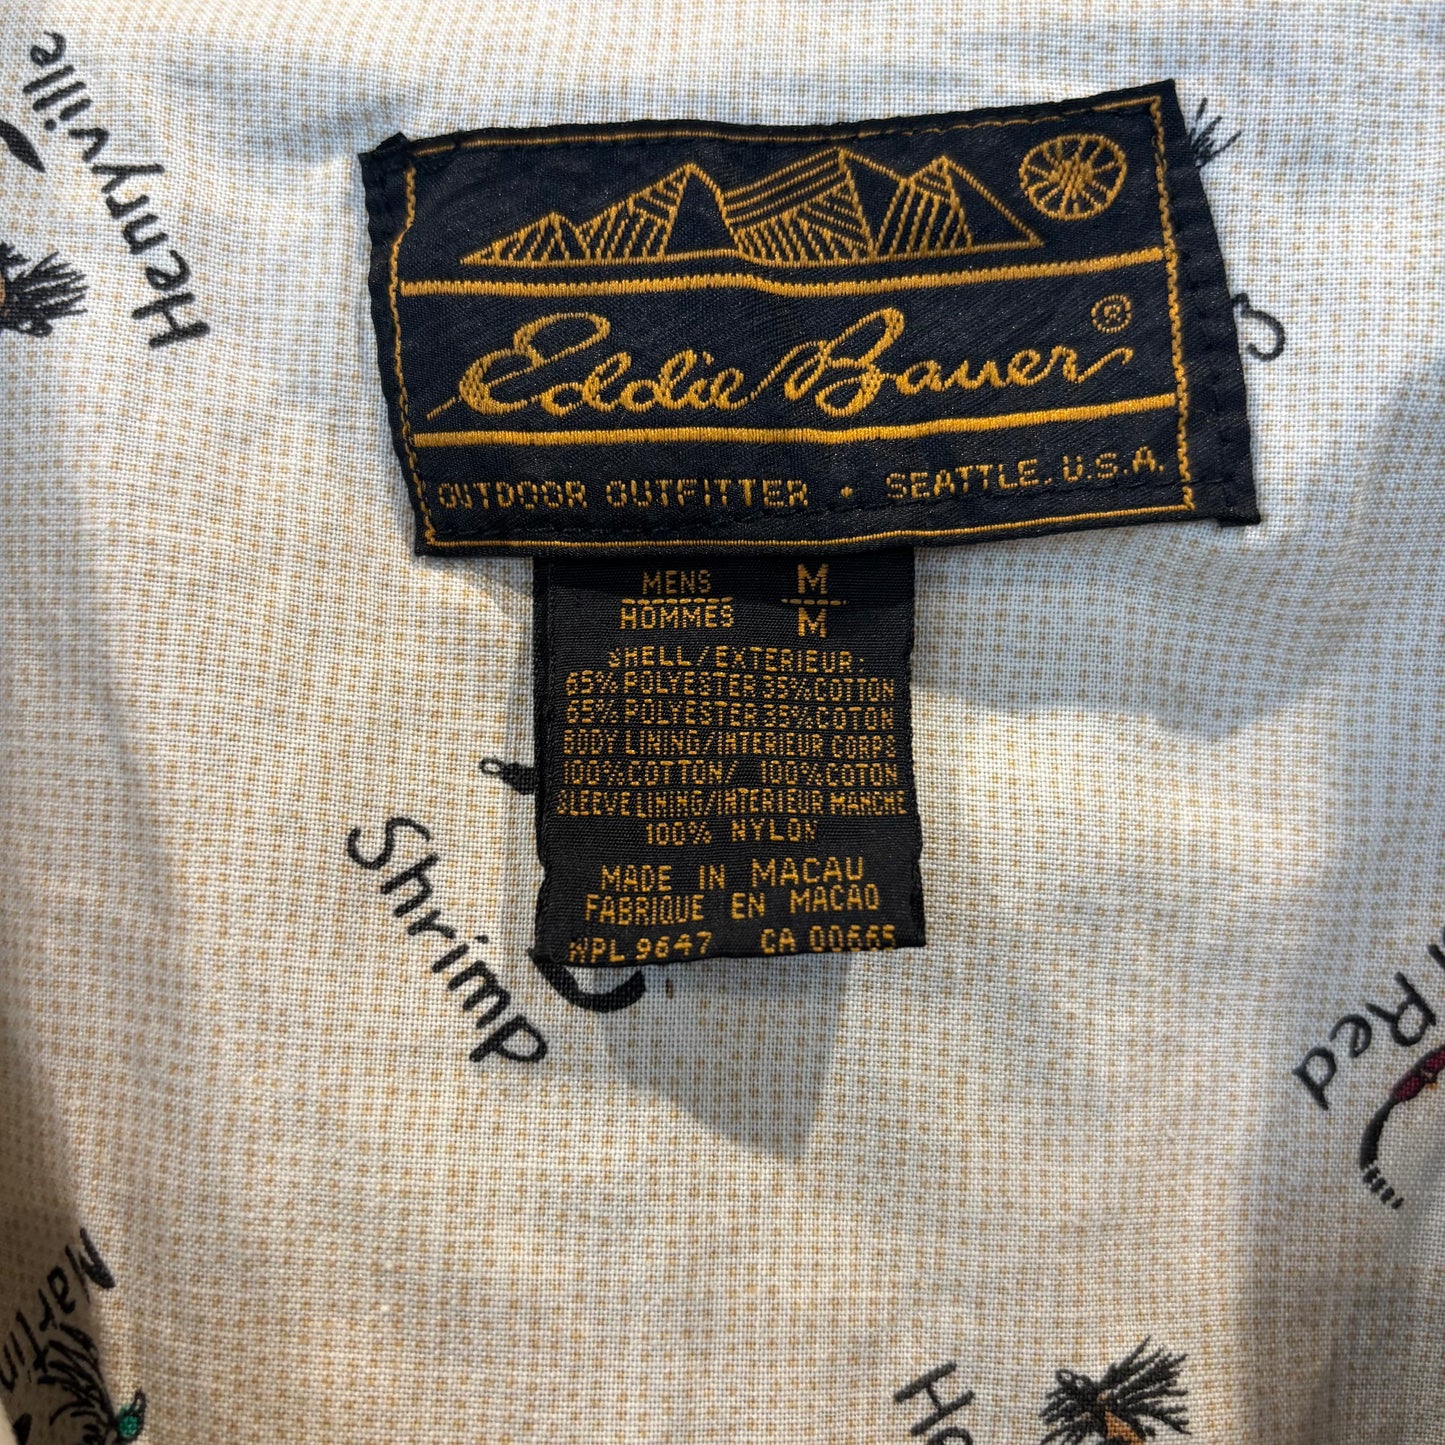 Henryville
Eddie Bauer®
OUTDOOR OUTFITTER • SEATTLE, U.S.A.
MENS M
HOMMES M
SHELL/EXTERIEUR:
65% POLYESTER 35% COTTON
65% POLYESTER 35% COTON
BODY LINING/INTERIEUR CORPS
100% COTTON/ 100% COTON
SLEEVE LINING/INTERIEUR MANCHE
100% NYLON
MADE IN MACAU
FABRIQUE EN MACAO
WPL 9647 CA 00665
Shrimp
Red
Martin